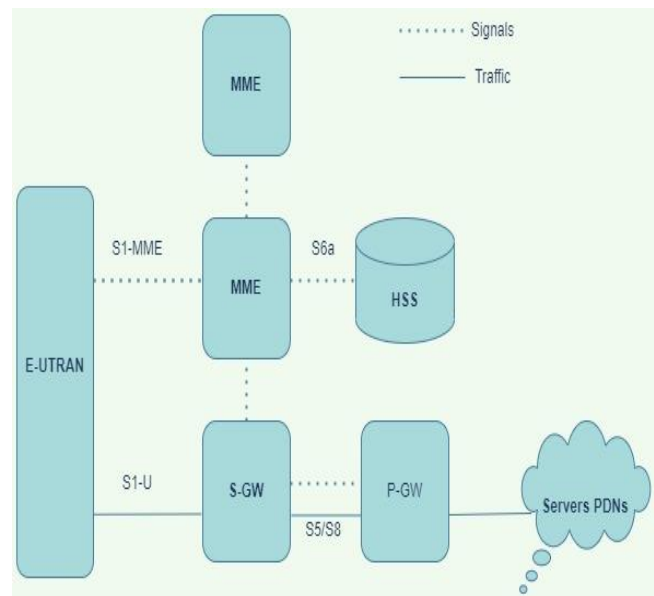 MME
Signals
Traffic
S1-MME
MME
S6a
HSS
E-UTRAN
S1-U
S-GW
S5/S8
P-GW
Servers PDNs